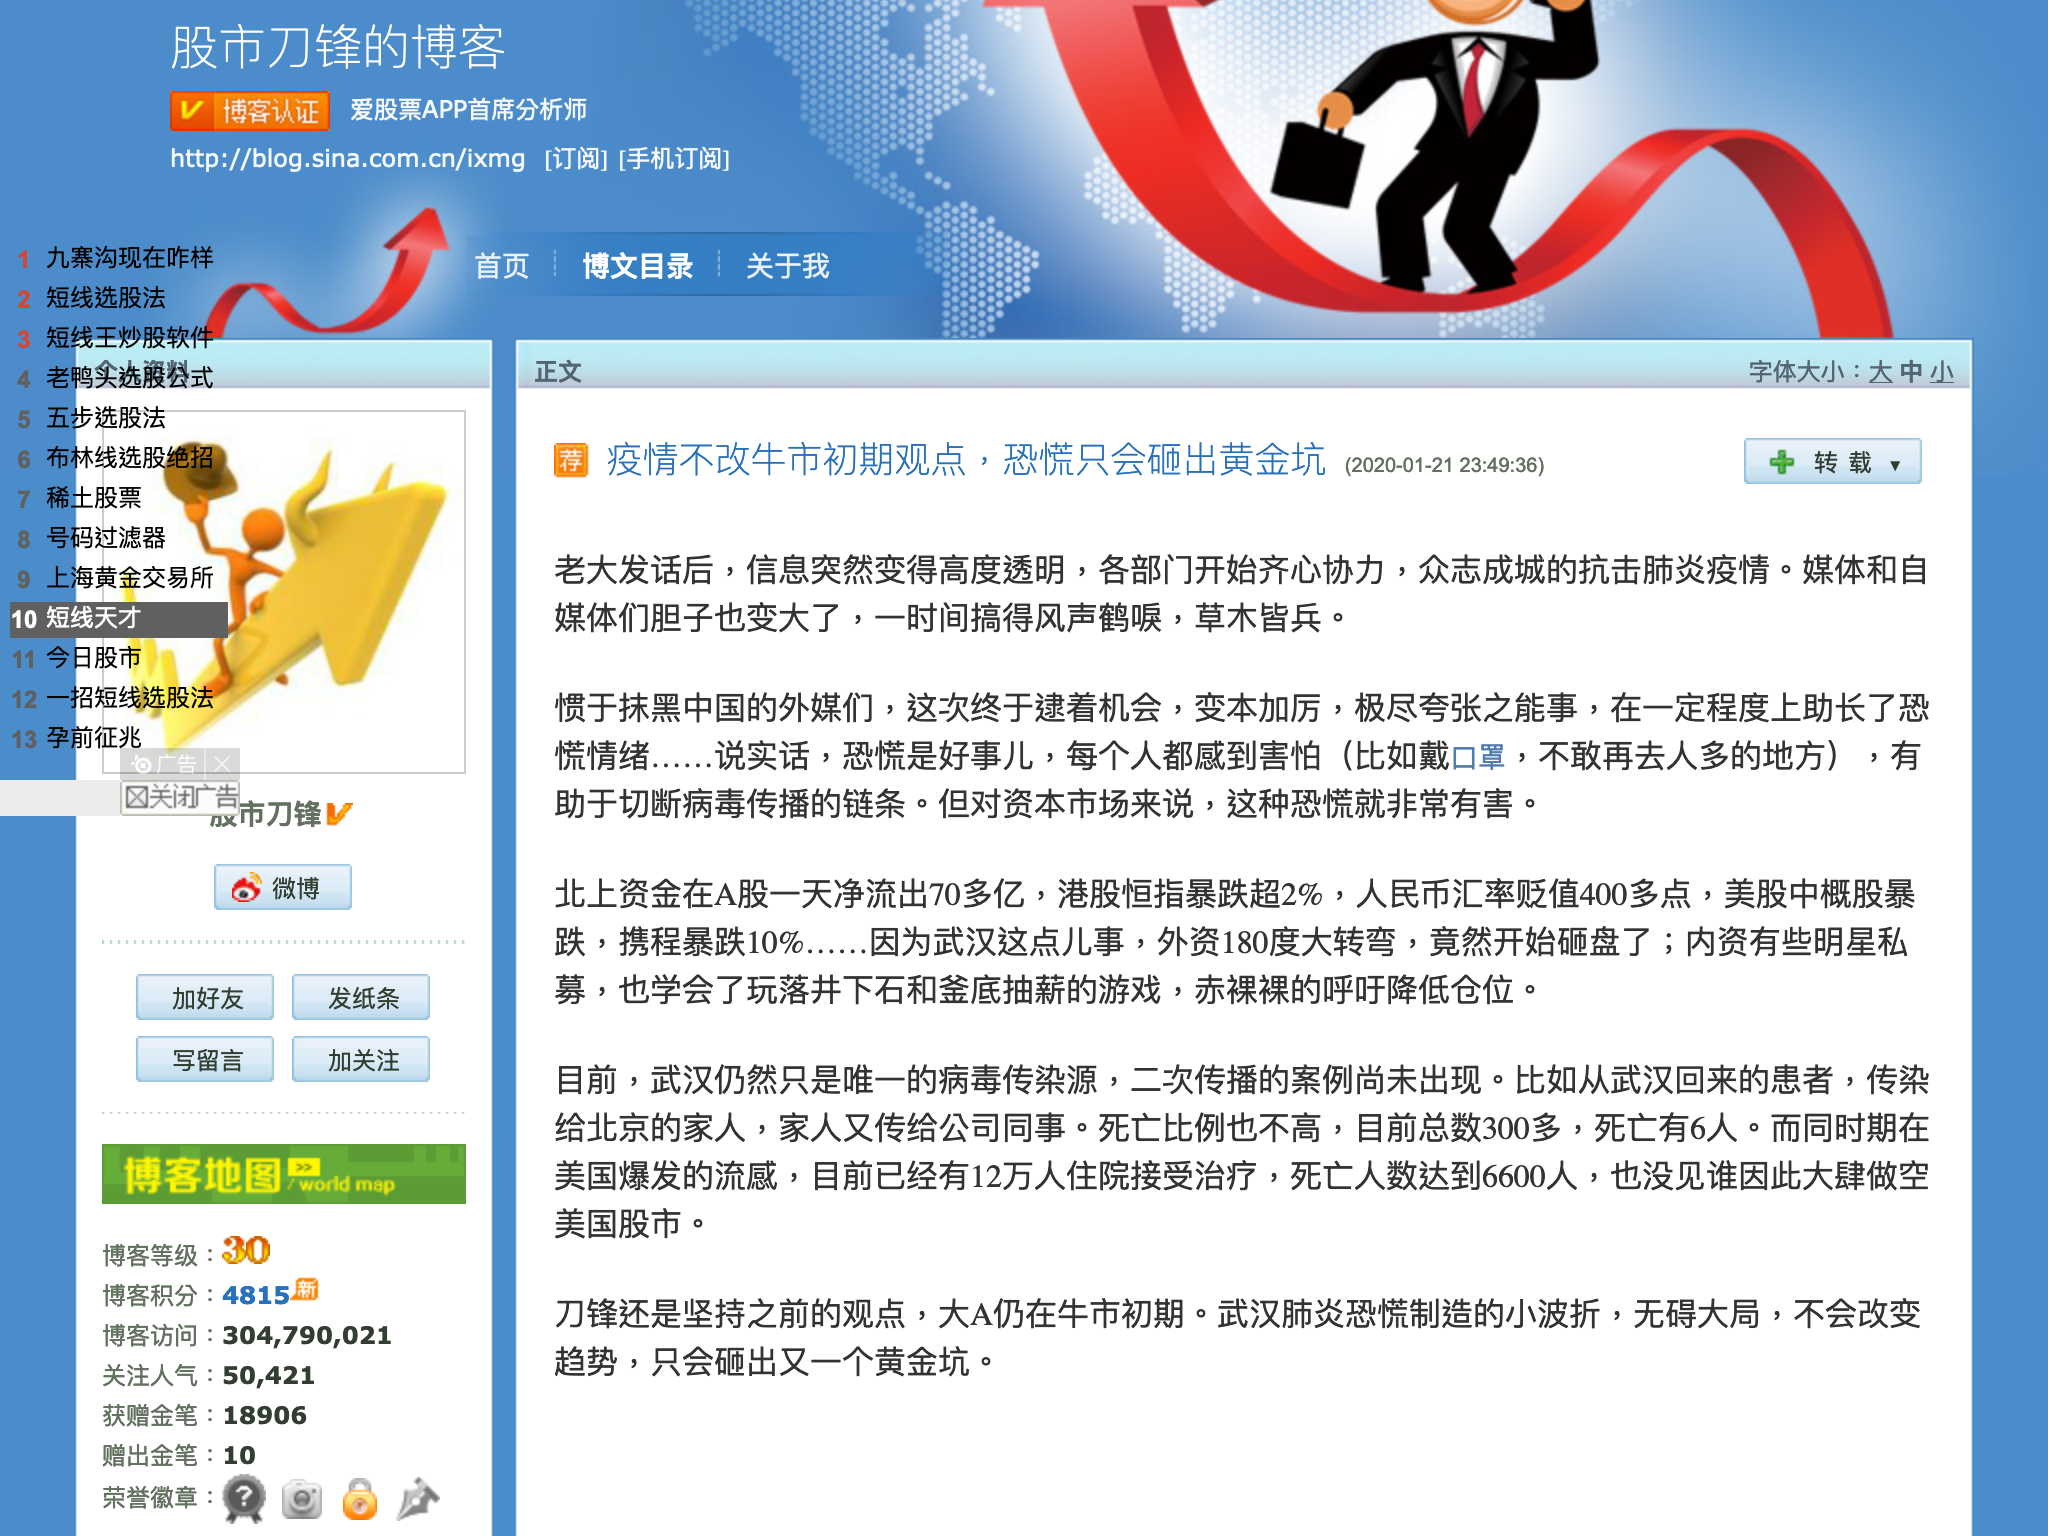 股市刀锋的博客
博客认证 爱股票APP首席分析师
http://blog.sina.com.cn/ixmg [订阅] [手机订阅]
首页 博文目录 关于我
1 九寨沟现在咋样
2 短线选股法
3 短线王炒股软件
4 老鸭头选股公式
5 五步选股法
6 布林线选股绝招
7 稀土股票
8 号码过滤器
9 上海黄金交易所
10 短线天才
11 今日股市
12 一招短线选股法
13 孕前征兆
广告
关闭广告
个人资料
股市刀锋
微博
加好友 发纸条
写留言 加关注
博客地图 / world map
博客等级：30
博客积分：4815 新
博客访问：304,790,021
关注人气：50,421
获赠金笔：18906
赠出金笔：10
荣誉徽章：
正文 字体大小：大 中 小
荐 疫情不改牛市初期观点，恐慌只会砸出黄金坑 (2020-01-21 23:49:36) 转载 ▼
老大发话后，信息突然变得高度透明，各部门开始齐心协力，众志成城的抗击肺炎疫情。媒体和自
媒体们胆子也变大了，一时间搞得风声鹤唳，草木皆兵。
惯于抹黑中国的外媒们，这次终于逮着机会，变本加厉，极尽夸张之能事，在一定程度上助长了恐
慌情绪……说实话，恐慌是好事儿，每个人都感到害怕（比如戴口罩，不敢再去人多的地方），有
助于切断病毒传播的链条。但对资本市场来说，这种恐慌就非常有害。
北上资金在A股一天净流出70多亿，港股恒指暴跌超2%，人民币汇率贬值400多点，美股中概股暴
跌，携程暴跌10%……因为武汉这点儿事，外资180度大转弯，竟然开始砸盘了；内资有些明星私
募，也学会了玩落井下石和釜底抽薪的游戏，赤裸裸的呼吁降低仓位。
目前，武汉仍然只是唯一的病毒传染源，二次传播的案例尚未出现。比如从武汉回来的患者，传染
给北京的家人，家人又传给公司同事。死亡比例也不高，目前总数300多，死亡有6人。而同时期在
美国爆发的流感，目前已经有12万人住院接受治疗，死亡人数达到6600人，也没见谁因此大肆做空
美国股市。
刀锋还是坚持之前的观点，大A仍在牛市初期。武汉肺炎恐慌制造的小波折，无碍大局，不会改变
趋势，只会砸出又一个黄金坑。